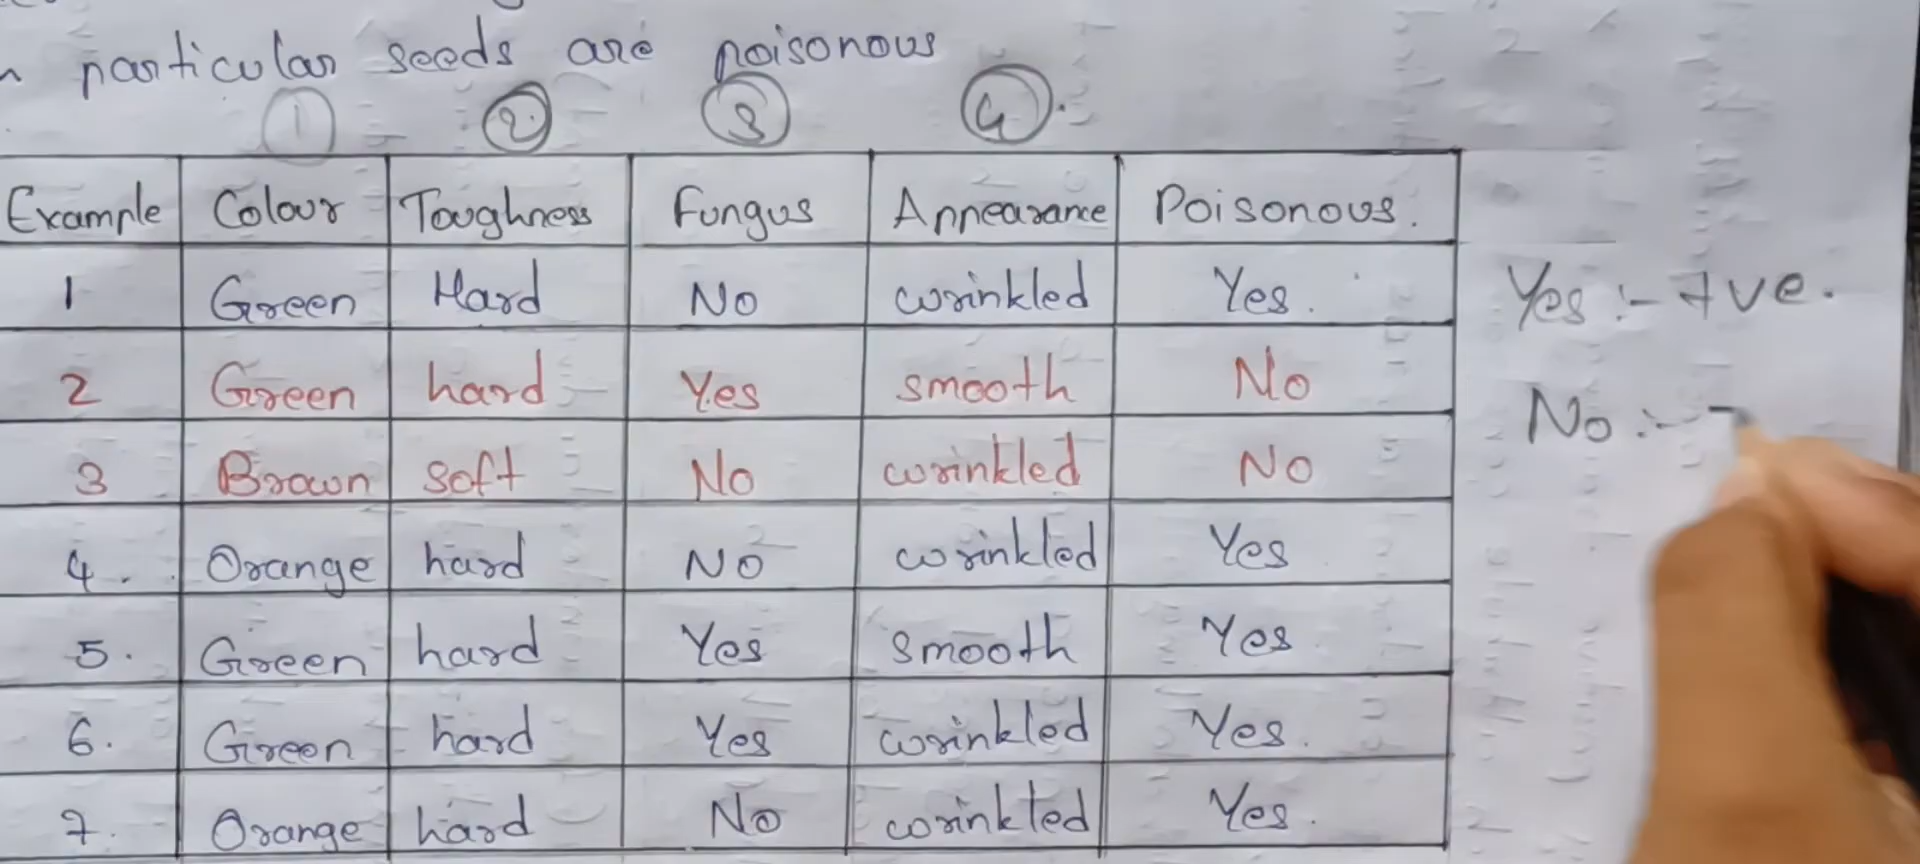 particular seeds are poisonous
1 2 3 4
Example Colour Toughness Fungus Appearance Poisonous.
1 Green Hard No wrinkled Yes.
2 Green hard Yes smooth No
3 Brown soft No wrinkled No
4. Orange hard No wrinkled Yes
5. Green hard Yes smooth Yes
6. Green hard Yes wrinkled Yes.
7. Orange hard No wrinkled Yes.
Yes :- +ve.
No :- -